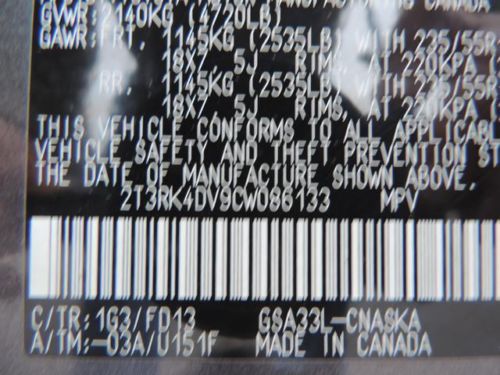 MANUFACTURING CANADA
GVWR: 2140KG (4720LB)
GAWR: FRT, 1145KG (2535LB) WITH 235/55R
18X7.5J RIMS, AT 220KPA
RR, 1145KG (2535LB) WITH 235/55R
18X7.5J RIMS, AT 220KPA
THIS VEHICLE CONFORMS TO ALL APPLICABL
VEHICLE SAFETY AND THEFT PREVENTION ST
THE DATE OF MANUFACTURE SHOWN ABOVE.
2T3RK4DV9CW086133 MPV
C/TR:1G3/FD13 GSA33L-CNASKA
A/TM:-03A/U151F MADE IN CANADA